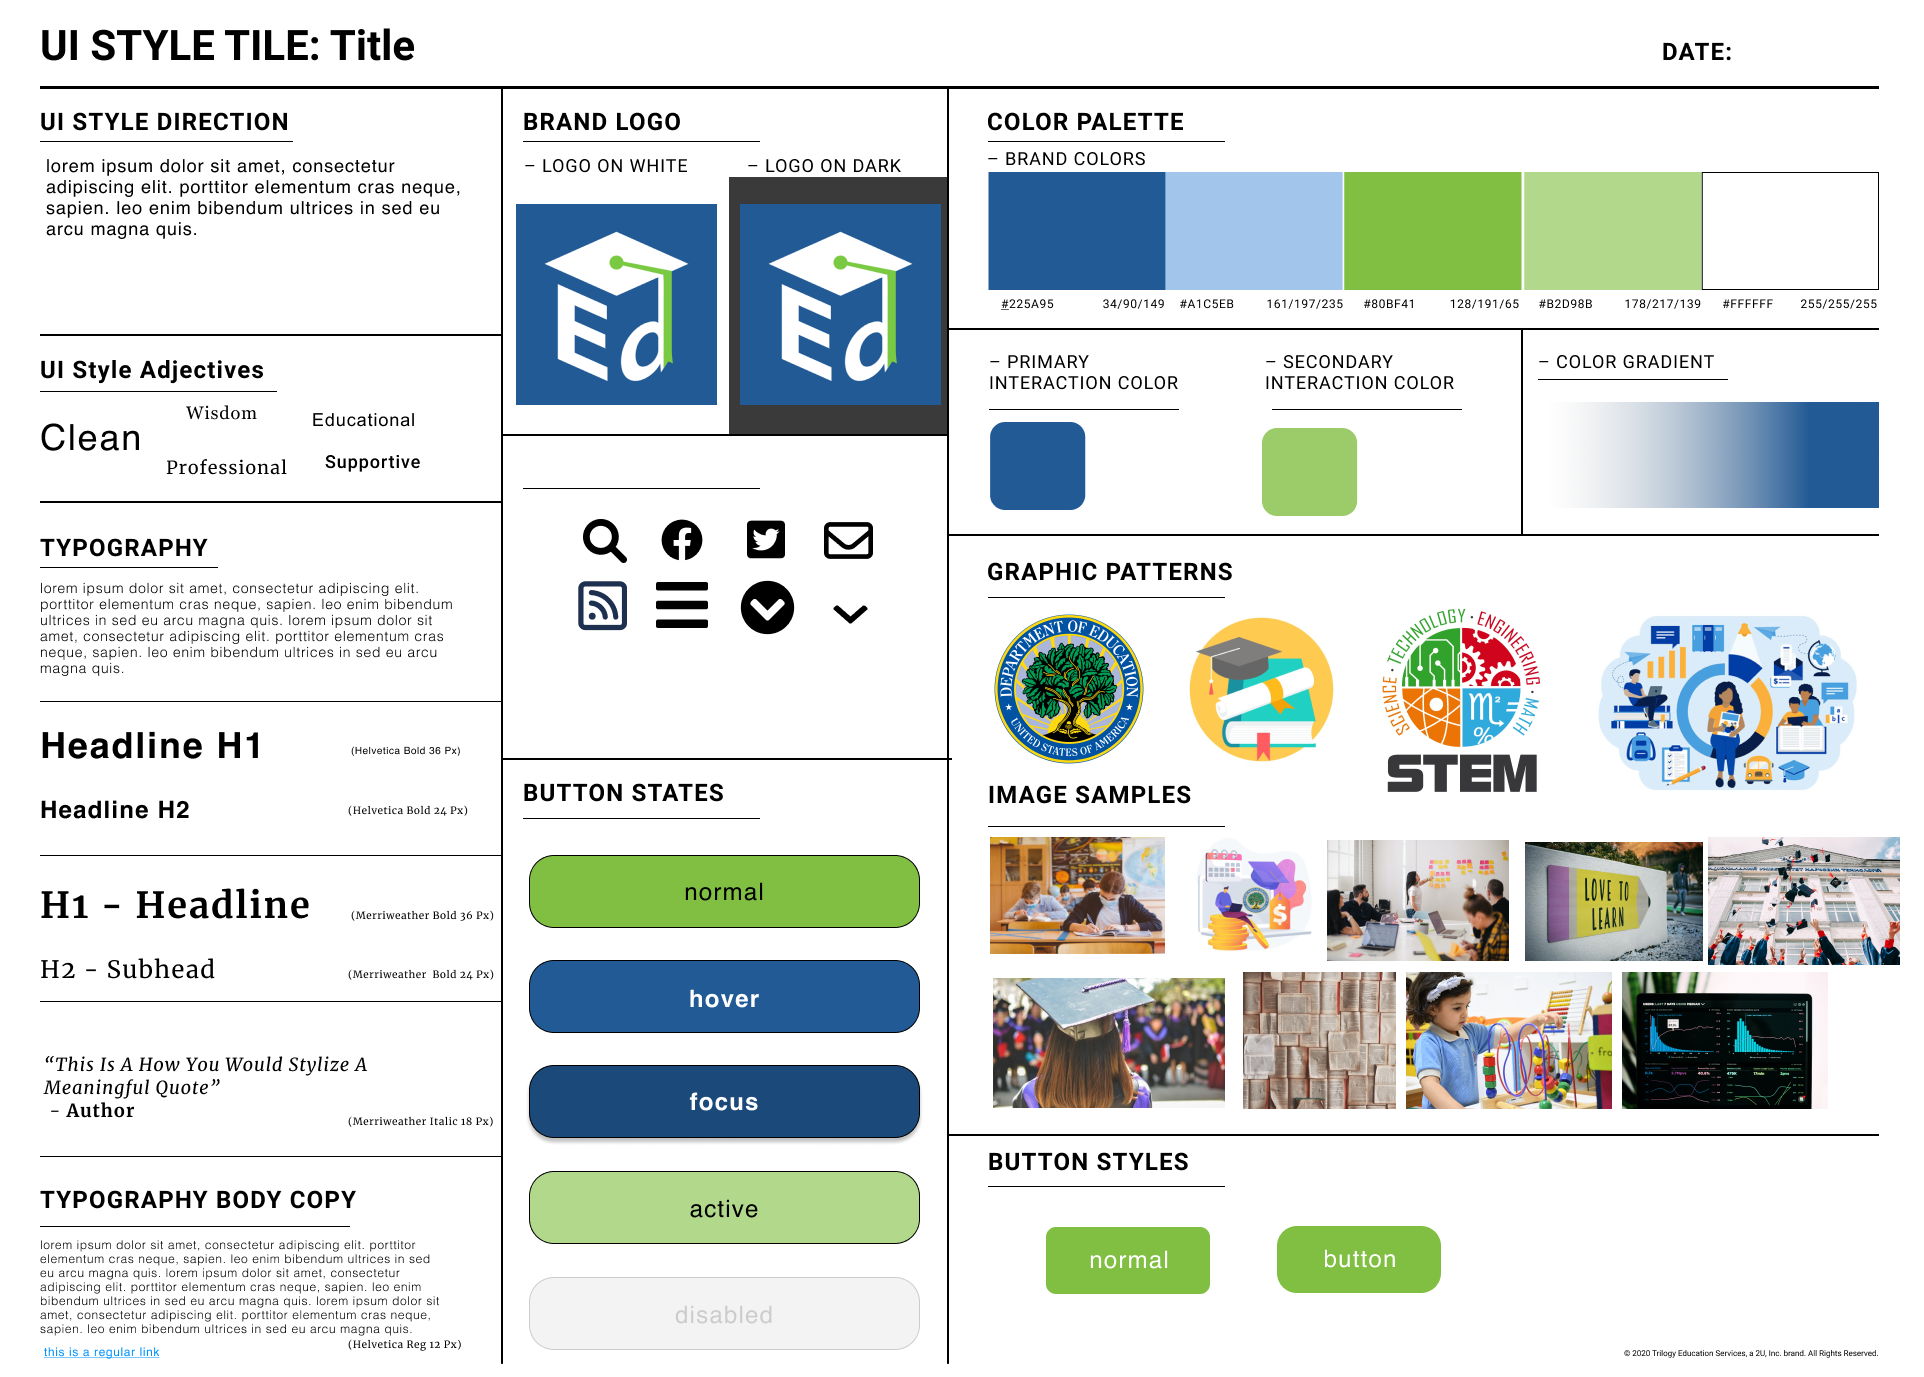 UI STYLE TILE: Title
DATE:
UI STYLE DIRECTION
lorem ipsum dolor sit amet, consectetur
adipiscing elit. porttitor elementum cras neque,
sapien. leo enim bibendum ultrices in sed eu
arcu magna quis.
UI Style Adjectives
Wisdom
Educational
Clean
Professional
Supportive
TYPOGRAPHY
lorem ipsum dolor sit amet, consectetur adipiscing elit.
porttitor elementum cras neque, sapien. leo enim bibendum
ultrices in sed eu arcu magna quis. lorem ipsum dolor sit
amet, consectetur adipiscing elit. porttitor elementum cras
neque, sapien. leo enim bibendum ultrices in sed eu arcu
magna quis.
Headline H1 (Helvetica Bold 36 Px)
Headline H2 (Helvetica Bold 24 Px)
H1 – Headline (Merriweather Bold 36 Px)
H2 – Subhead (Merriweather Bold 24 Px)
“This Is A How You Would Stylize A
Meaningful Quote”
– Author
(Merriweather Italic 18 Px)
TYPOGRAPHY BODY COPY
lorem ipsum dolor sit amet, consectetur adipiscing elit. porttitor
elementum cras neque, sapien. leo enim bibendum ultrices in sed
eu arcu magna quis. lorem ipsum dolor sit amet, consectetur
adipiscing elit. porttitor elementum cras neque, sapien. leo enim
bibendum ultrices in sed eu arcu magna quis. lorem ipsum dolor sit
amet, consectetur adipiscing elit. porttitor elementum cras neque,
sapien. leo enim bibendum ultrices in sed eu arcu magna quis.
(Helvetica Reg 12 Px)
this is a regular link
BRAND LOGO
– LOGO ON WHITE
– LOGO ON DARK
Ed
Ed
BUTTON STATES
normal
hover
focus
active
disabled
COLOR PALETTE
– BRAND COLORS
#225A95 34/90/149 #A1C5EB 161/197/235 #80BF41 128/191/65 #B2D98B 178/217/139 #FFFFFF 255/255/255
– PRIMARY
INTERACTION COLOR
– SECONDARY
INTERACTION COLOR
– COLOR GRADIENT
GRAPHIC PATTERNS
DEPARTMENT OF EDUCATION
UNITED STATES OF AMERICA
SCIENCE · TECHNOLOGY · ENGINEERING · MATH
m²
%
STEM
IMAGE SAMPLES
LOVE TO
LEARN
fro
BUTTON STYLES
normal
button
© 2020 Trilogy Education Services, a 2U, Inc. brand. All Rights Reserved.